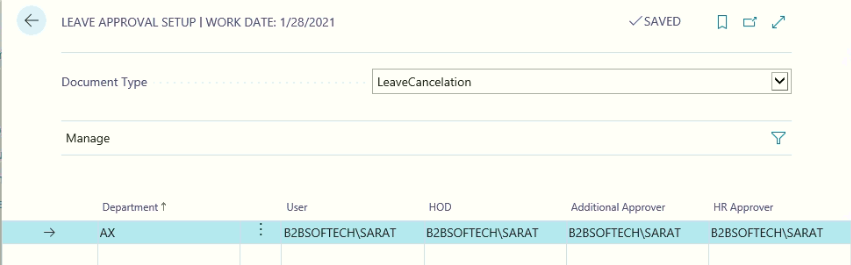 LEAVE APPROVAL SETUP | WORK DATE: 1/28/2021 ✓SAVED
Document Type LeaveCancelation
Manage
Department ↑ User HOD Additional Approver HR Approver
→ AX ⋮ B2BSOFTECH\SARAT B2BSOFTECH\SARAT B2BSOFTECH\SARAT B2BSOFTECH\SARAT